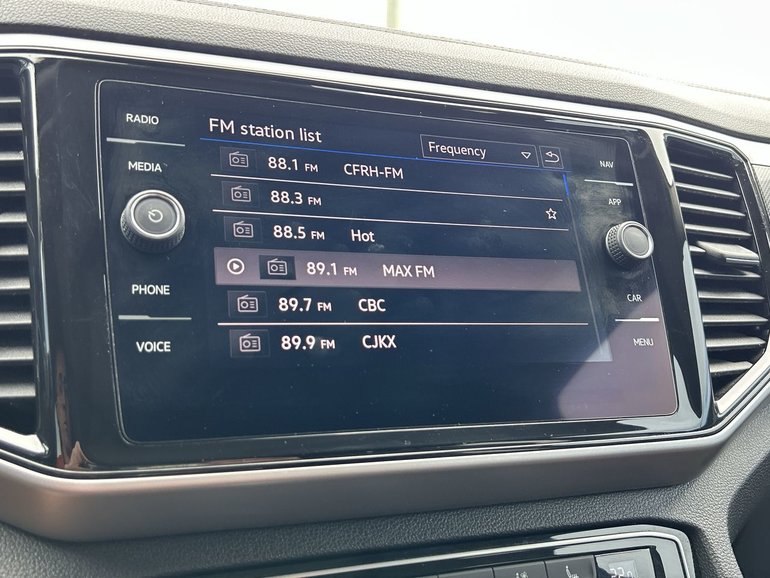 RADIO
MEDIA
PHONE
VOICE
FM station list
Frequency
88.1 FM CFRH-FM
88.3 FM
88.5 FM Hot
89.1 FM MAX FM
89.7 FM CBC
89.9 FM CJKX
NAV
APP
CAR
MENU